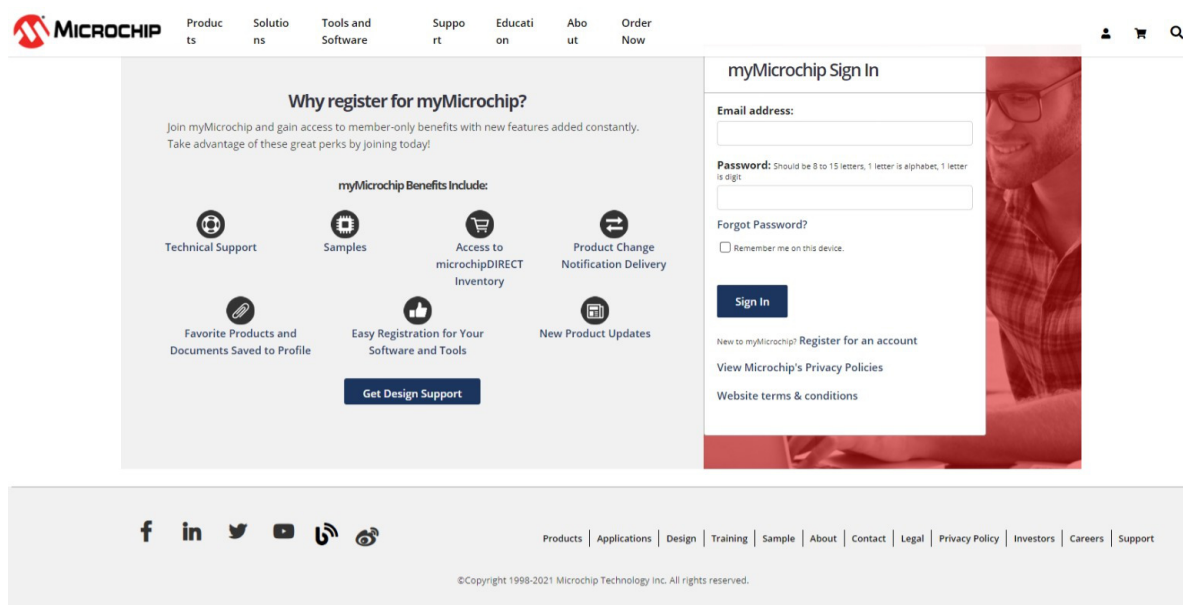 MICROCHIP
Produc
ts
Solutio
ns
Tools and
Software
Suppo
rt
Educati
on
Abo
ut
Order
Now
Why register for myMicrochip?
Join myMicrochip and gain access to member-only benefits with new features added constantly.
Take advantage of these great perks by joining today!
myMicrochip Benefits Include:
Technical Support
Samples
Access to
microchipDIRECT
Inventory
Product Change
Notification Delivery
Favorite Products and
Documents Saved to Profile
Easy Registration for Your
Software and Tools
New Product Updates
Get Design Support
myMicrochip Sign In
Email address:
Password: Should be 8 to 15 letters, 1 letter is alphabet, 1 letter
is digit
Forgot Password?
Remember me on this device.
Sign In
New to myMicrochip? Register for an account
View Microchip's Privacy Policies
Website terms & conditions
Products | Applications | Design | Training | Sample | About | Contact | Legal | Privacy Policy | Investors | Careers | Support
©Copyright 1998-2021 Microchip Technology Inc. All rights reserved.